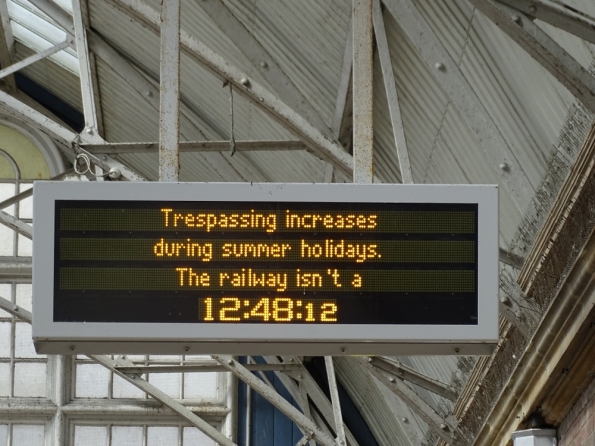 Trespassing increases
during summer holidays.
The railway isn't a
12:48:12